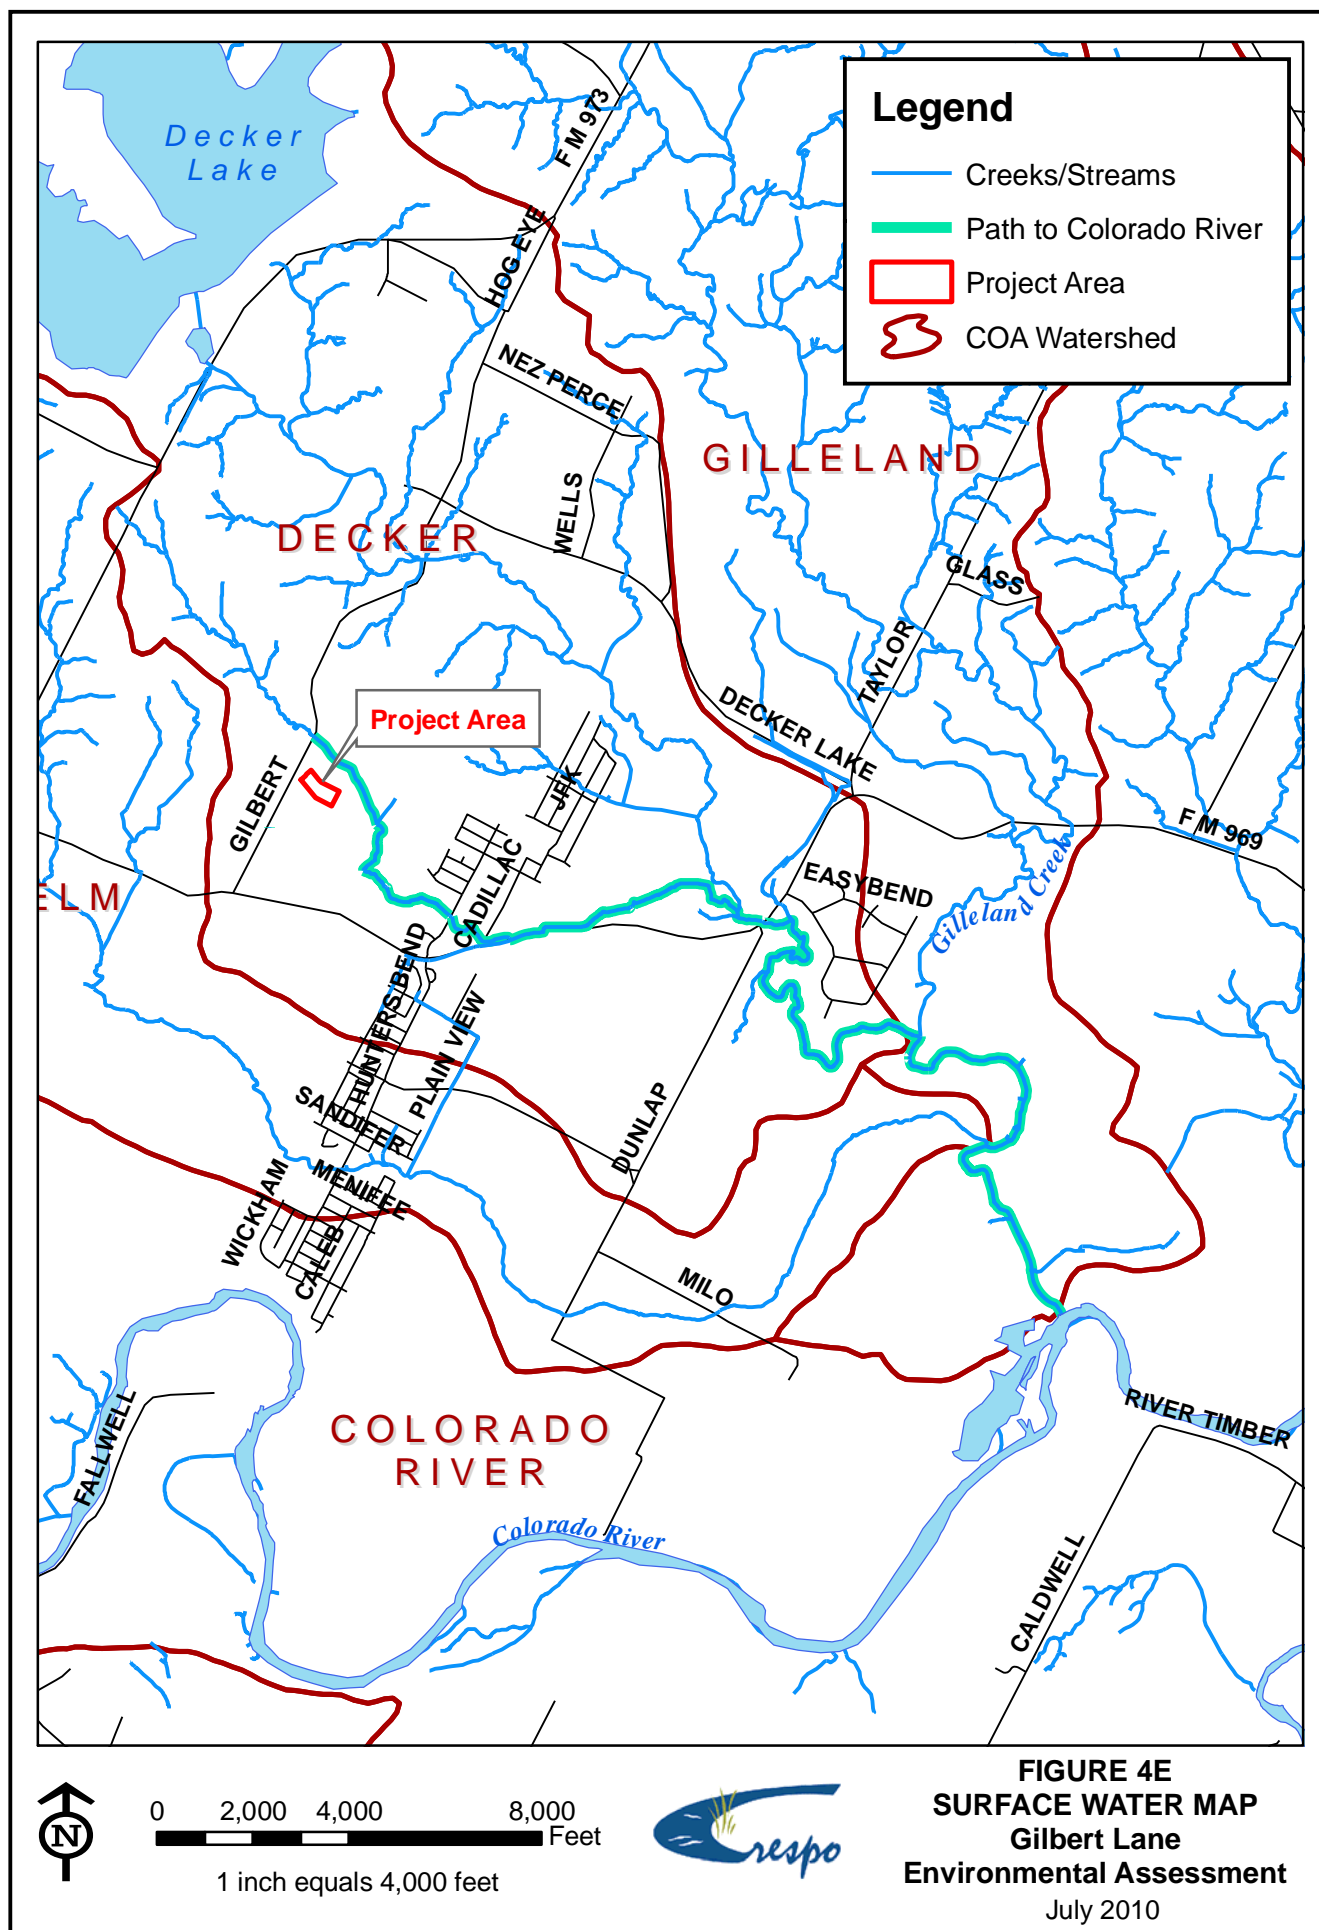 Decker
Lake
F M 973
HOG EYE
NEZ PERCE
WELLS
GILLELAND
DECKER
GLASS
TAYLOR
DECKER LAKE
Project Area
GILBERT
JFK
CADILLAC
F M 969
EASYBEND
Gilleland Creek
ELM
HUNTERS BEND
PLAIN VIEW
SANDIFER
DUNLAP
MENIFEE
WICKHAM
CALEB
MILO
RIVER TIMBER
FALLWELL
COLORADO
RIVER
Colorado River
CALDWELL
Legend
Creeks/Streams
Path to Colorado River
Project Area
COA Watershed
N
0 2,000 4,000 8,000
Feet
1 inch equals 4,000 feet
Crespo
FIGURE 4E
SURFACE WATER MAP
Gilbert Lane
Environmental Assessment
July 2010